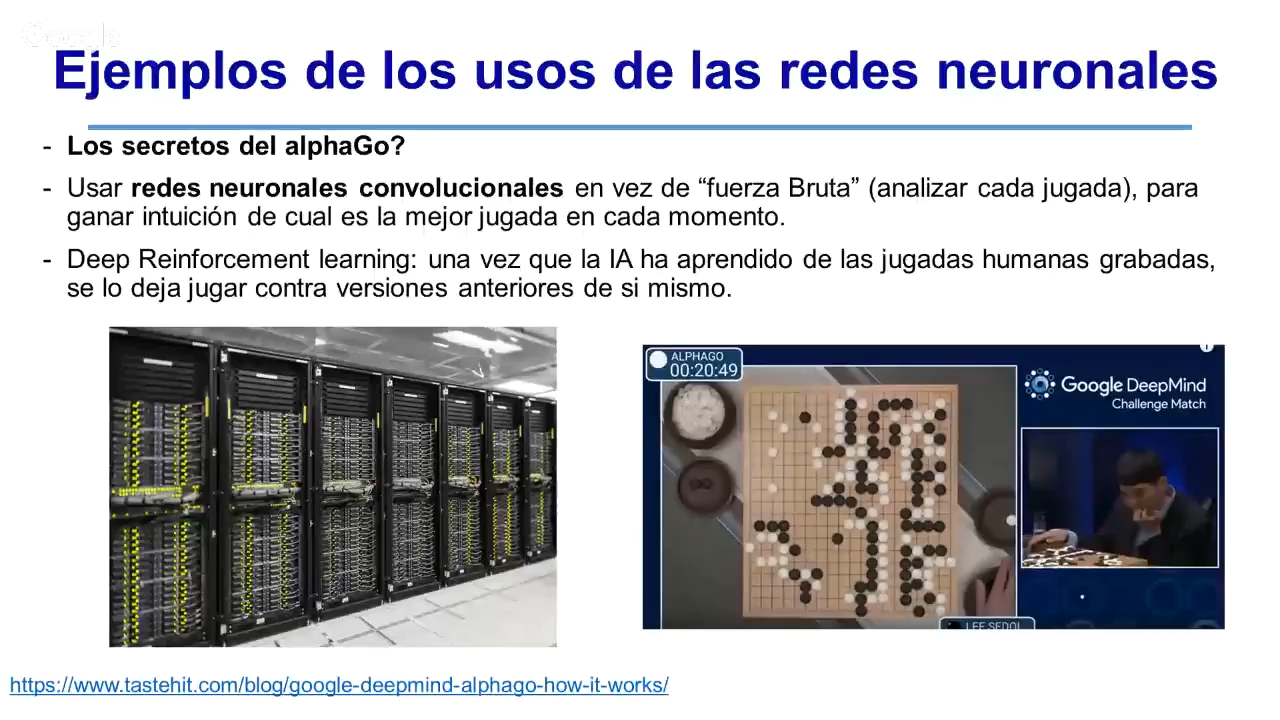 Google
Ejemplos de los usos de las redes neuronales
- Los secretos del alphaGo?
- Usar redes neuronales convolucionales en vez de “fuerza Bruta” (analizar cada jugada), para
ganar intuición de cual es la mejor jugada en cada momento.
- Deep Reinforcement learning: una vez que la IA ha aprendido de las jugadas humanas grabadas,
se lo deja jugar contra versiones anteriores de si mismo.
ALPHAGO
00:20:49
Google DeepMind
Challenge Match
LEE SEDOL
https://www.tastehit.com/blog/google-deepmind-alphago-how-it-works/